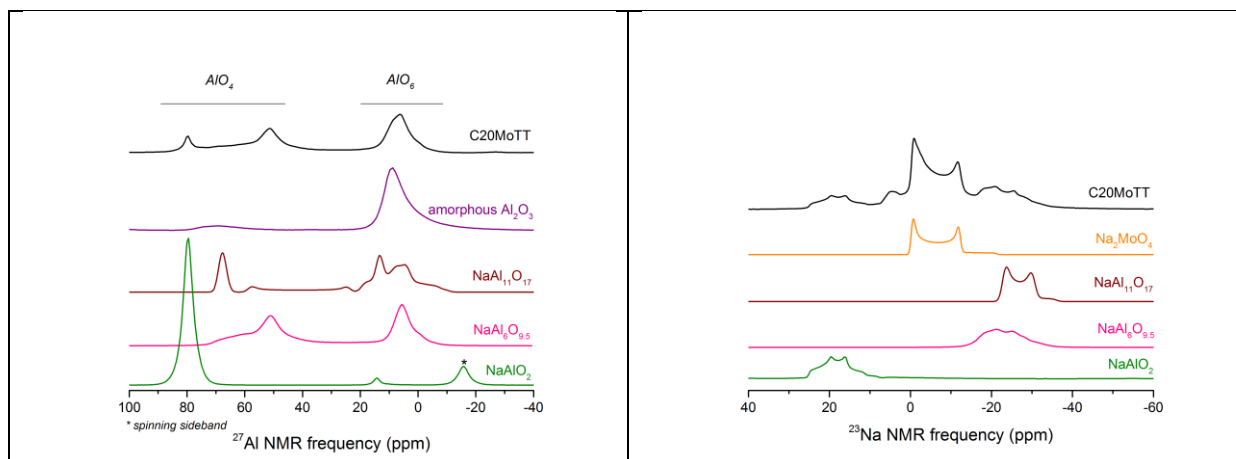 AlO4
AlO6
C20MoTT
amorphous Al2O3
NaAl11O17
NaAl6O9.5
NaAlO2
*
100 80 60 40 20 0 -20 -40
* spinning sideband
27Al NMR frequency (ppm)
C20MoTT
Na2MoO4
NaAl11O17
NaAl6O9.5
NaAlO2
40 20 0 -20 -40 -60
23Na NMR frequency (ppm)